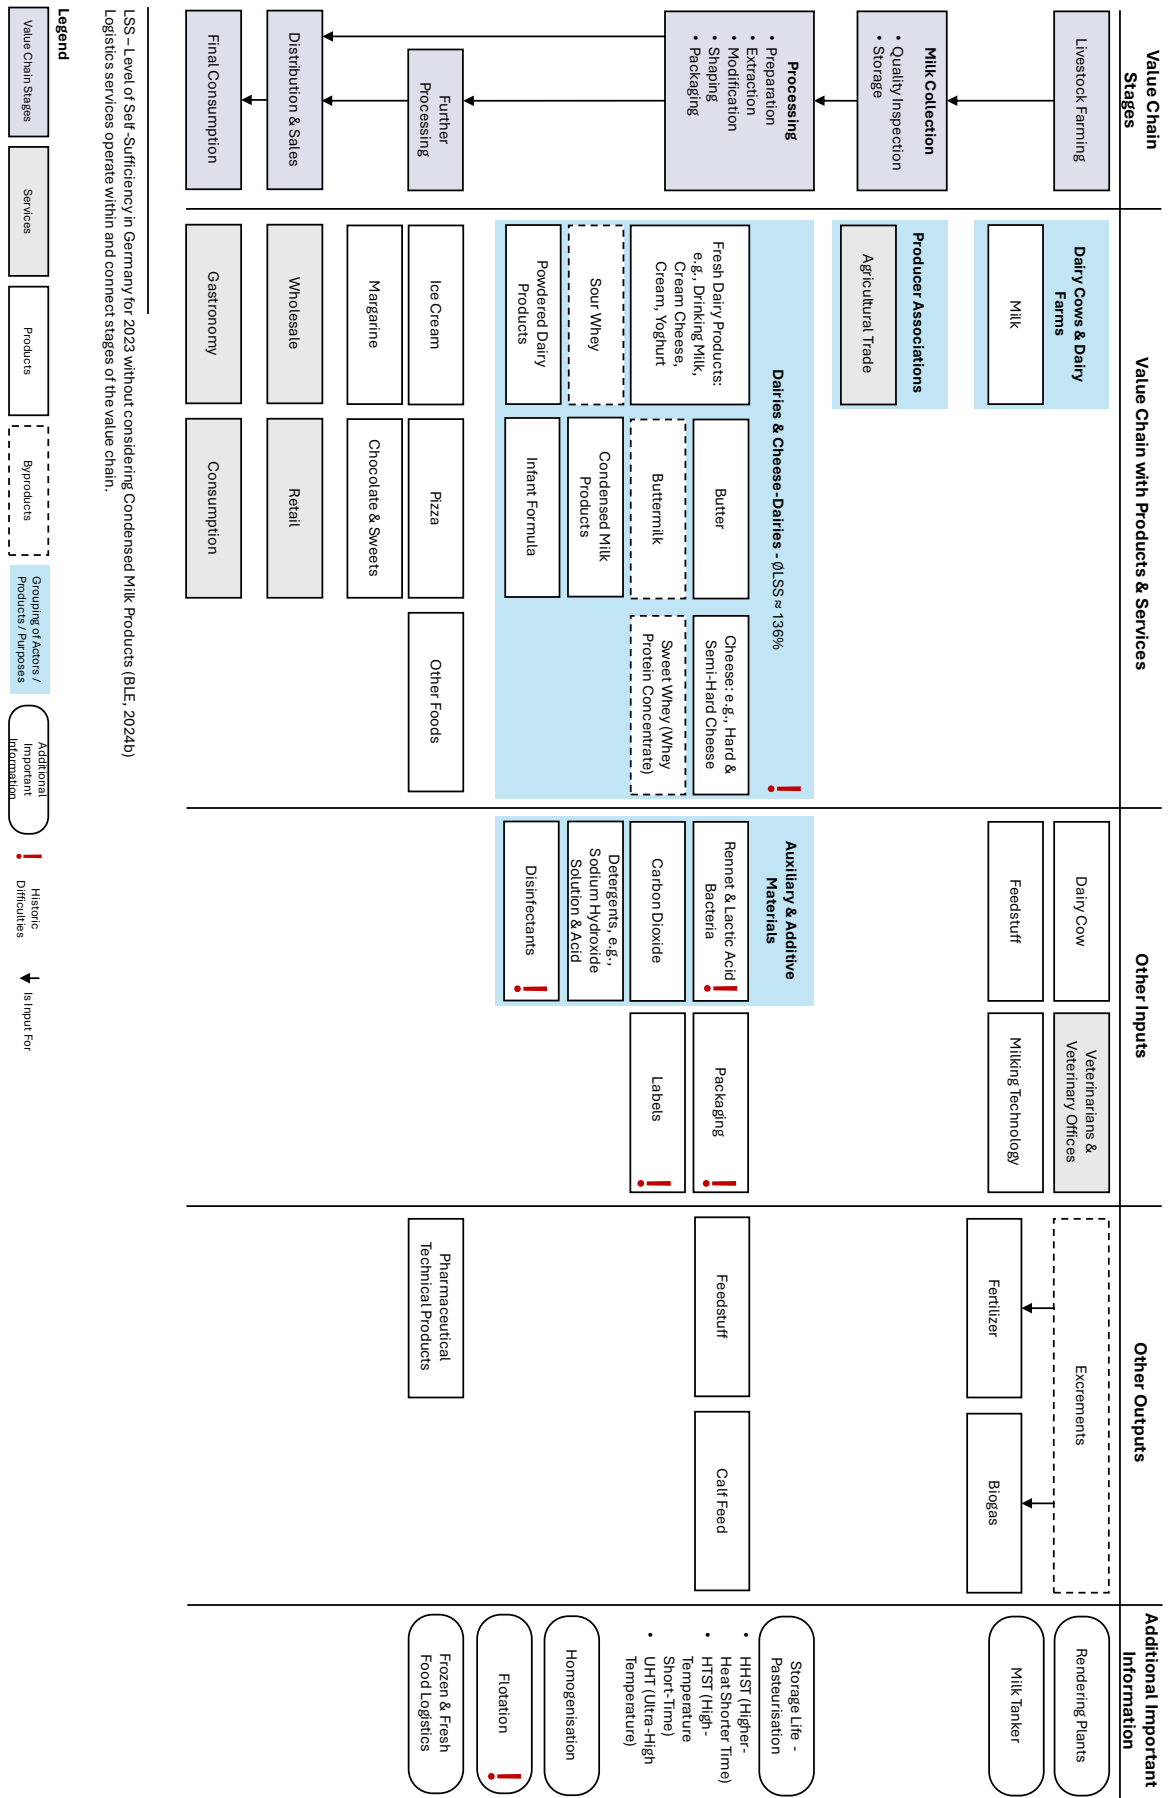 Value Chain
Stages
Value Chain with Products & Services
Other Inputs
Other Outputs
Additional Important
Information
Livestock Farming
Dairy Cows & Dairy
Farms
Milk
Dairy Cow
Veterinarians &
Veterinary Offices
Feedstuff
Milking Technology
Excrements
Fertilizer
Biogas
Rendering Plants
Milk Tanker
Milk Collection
• Quality Inspection
• Storage
Producer Associations
Agricultural Trade
Processing
• Preparation
• Extraction
• Modification
• Shaping
• Packaging
Dairies & Cheese-Dairies - ØLSS ≈ 136%
!
Fresh Dairy Products:
e.g., Drinking Milk,
Cream Cheese,
Cream, Yoghurt
Butter
Cheese: e.g., Hard &
Semi-Hard Cheese
Buttermilk
Sweet Whey (Whey
Protein Concentrate)
Sour Whey
Condensed Milk
Products
Powdered Dairy
Products
Infant Formula
Auxiliary & Additive
Materials
Rennet & Lactic Acid
Bacteria
!
Packaging
!
Carbon Dioxide
Labels
!
Detergents, e.g.,
Sodium Hydroxide
Solution & Acid
Disinfectants
!
Feedstuff
Calf Feed
Storage Life -
Pasteurisation
• HHST (Higher-
Heat Shorter Time)
• HTST (High-
Temperature
Short-Time)
• UHT (Ultra-High
Temperature)
Homogenisation
Flotation
!
Further
Processing
Ice Cream
Pizza
Other Foods
Margarine
Chocolate & Sweets
Pharmaceutical
Technical Products
Frozen & Fresh
Food Logistics
Distribution & Sales
Wholesale
Retail
Final Consumption
Gastronomy
Consumption
LSS – Level of Self-Sufficiency in Germany for 2023 without considering Condensed Milk Products (BLE, 2024b)
Logistics services operate within and connect stages of the value chain.
Legend
Value Chain Stages
Services
Products
Byproducts
Grouping of Actors /
Products / Purposes
Additional
Important
Information
!
Historic
Difficulties
Is Input For